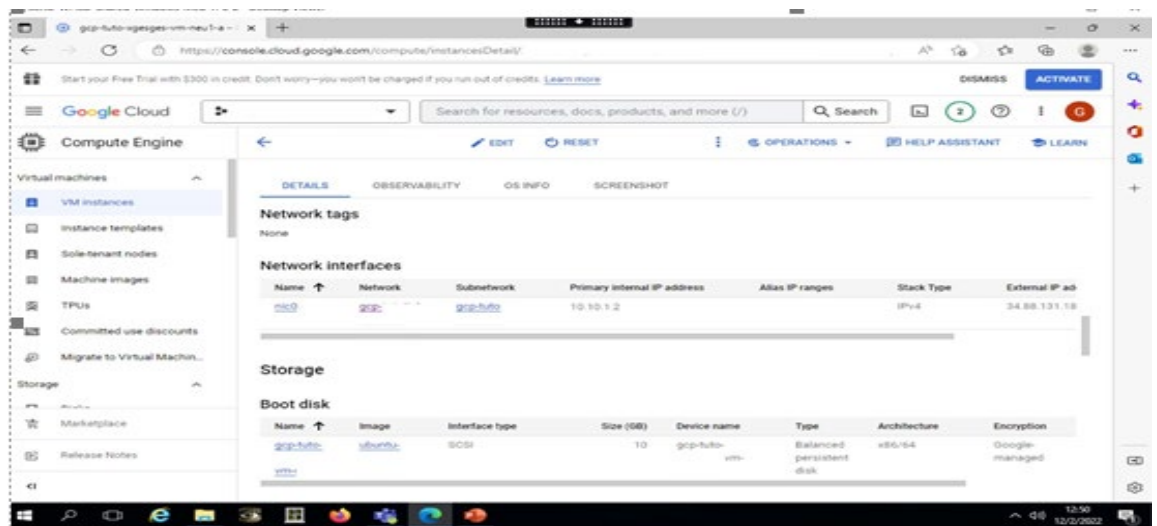 gcp-tuto-vgesges-vm-neu1-a -
https://console.cloud.google.com/compute/instancesDetail/
Start your Free Trial with $300 in credit. Don't worry—you won't be charged if you run out of credits. Learn more
DISMISS
ACTIVATE
Google Cloud
Search for resources, docs, products, and more (/)
Search
2
G
Compute Engine
EDIT
RESET
OPERATIONS
HELP ASSISTANT
LEARN
Virtual machines
VM instances
Instance templates
Sole-tenant nodes
Machine images
TPUs
Committed use discounts
Migrate to Virtual Machin...
Storage
Marketplace
Release Notes
DETAILS OBSERVABILITY OS INFO SCREENSHOT
Network tags
None
Network interfaces
Name Network Subnetwork Primary internal IP address Alias IP ranges Stack Type External IP ad
nic0 gcp- gcp-tuto 10.10.1.2 IPv4 34.88.131.18
Storage
Boot disk
Name Image Interface type Size (GB) Device name Type Architecture Encryption
gcp-tuto- ubuntu- SCSI 10 gcp-tuto- Balanced x86/64 Google-
vm- persistent managed
disk
12:50
12/2/2022